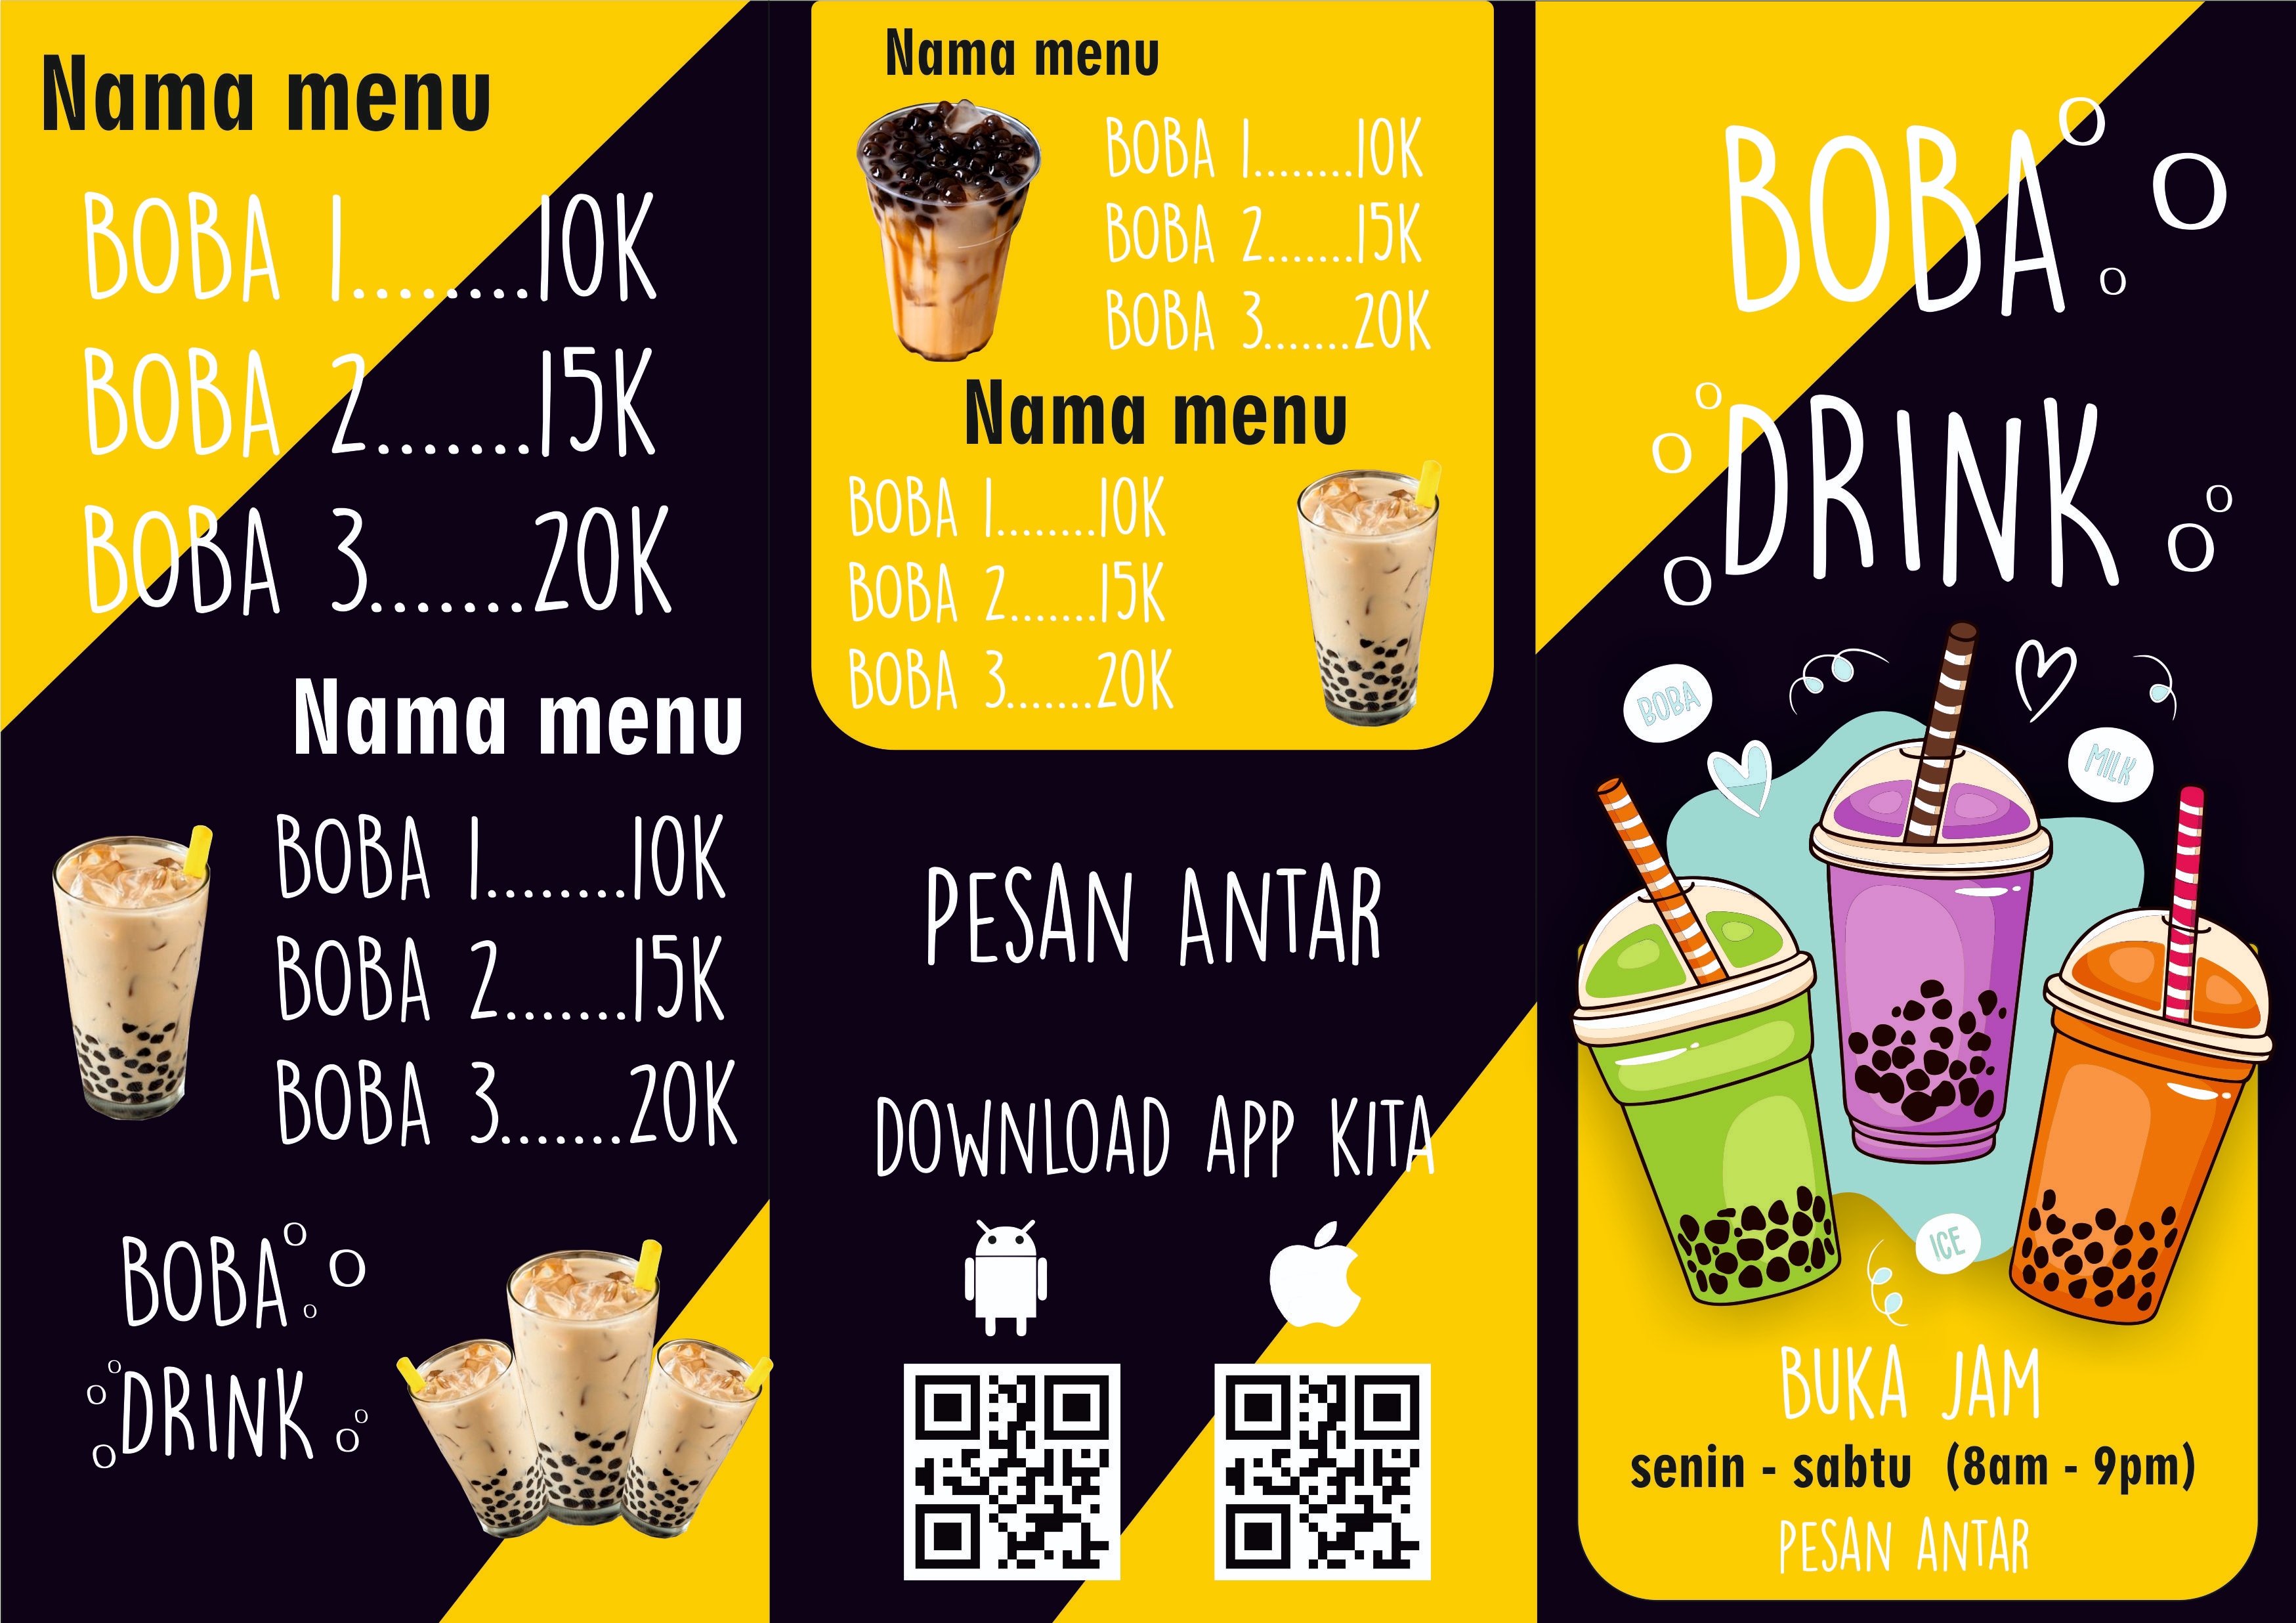 Nama menu
BOBA 1........10K
BOBA 2.......15K
BOBA 3.......20K
Nama menu
BOBA 1........10K
BOBA 2.......15K
BOBA 3.......20K
BOBA
DRINK
Nama menu
BOBA 1........10K
BOBA 2.......15K
BOBA 3.......20K
Nama menu
BOBA 1........10K
BOBA 2.......15K
BOBA 3.......20K
PESAN ANTAR
DOWNLOAD APP KITA
BOBA
DRINK
BOBA
MILK
ICE
BUKA JAM
senin - sabtu (8am - 9pm)
PESAN ANTAR